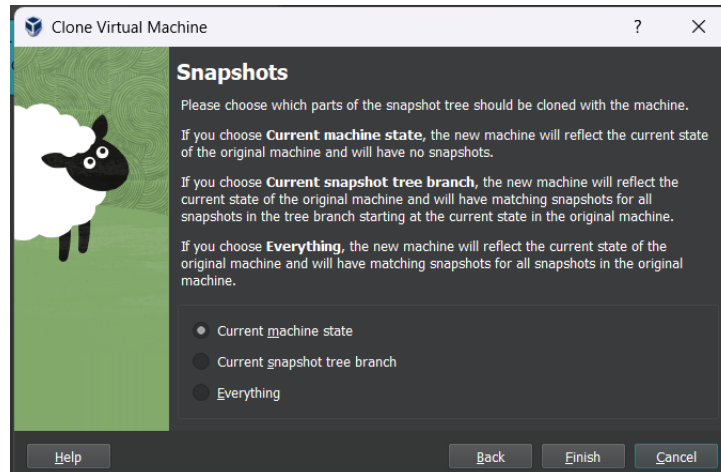 Clone Virtual Machine
?
Snapshots
Please choose which parts of the snapshot tree should be cloned with the machine.
If you choose Current machine state, the new machine will reflect the current state
of the original machine and will have no snapshots.
If you choose Current snapshot tree branch, the new machine will reflect the
current state of the original machine and will have matching snapshots for all
snapshots in the tree branch starting at the current state in the original machine.
If you choose Everything, the new machine will reflect the current state of the
original machine and will have matching snapshots for all snapshots in the original
machine.
Current machine state
Current snapshot tree branch
Everything
Help Back Finish Cancel